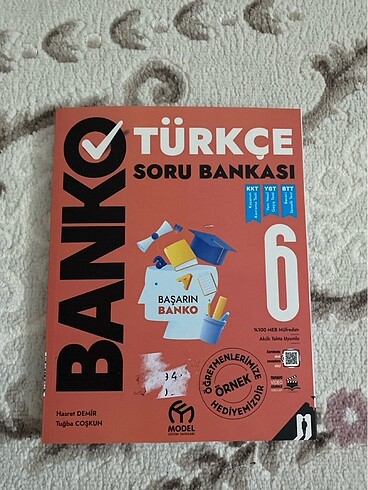 BANKO
TÜRKÇE
SORU BANKASI
KKT
YGT
BTT
6
BAŞARIN
BANKO
%100 MEB Müfredatı
Akıllı Tahta Uyumlu
ÖĞRETMENLERİMİZE
ÖRNEK
HEDİYEMİZDİR
94
Hasret DEMİR
Tuğba COŞKUN
MODEL